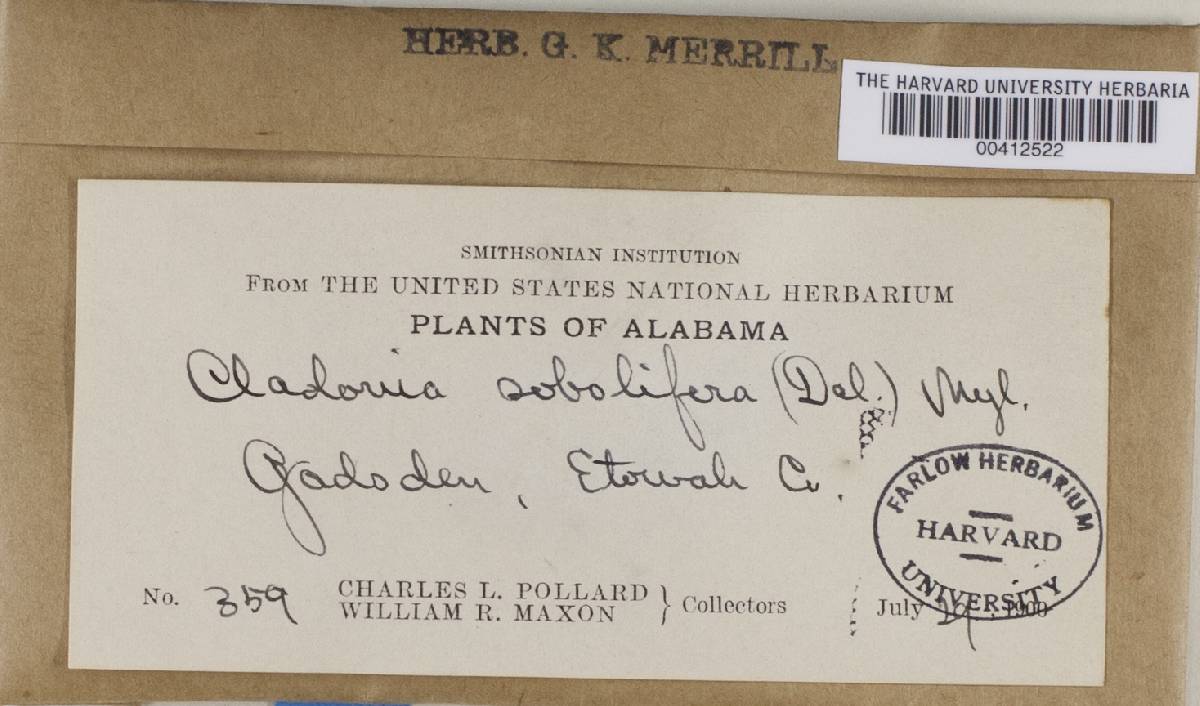 HERB. G. K. MERRILL
THE HARVARD UNIVERSITY HERBARIA
00412522
SMITHSONIAN INSTITUTION
FROM THE UNITED STATES NATIONAL HERBARIUM
PLANTS OF ALABAMA
Cladonia sobolifera (Del.) Nyl.
Gadsden, Etowah Co.
FARLOW HERBARIUM
HARVARD
UNIVERSITY
No. 359 CHARLES L. POLLARD
WILLIAM R. MAXON } Collectors
July 1900